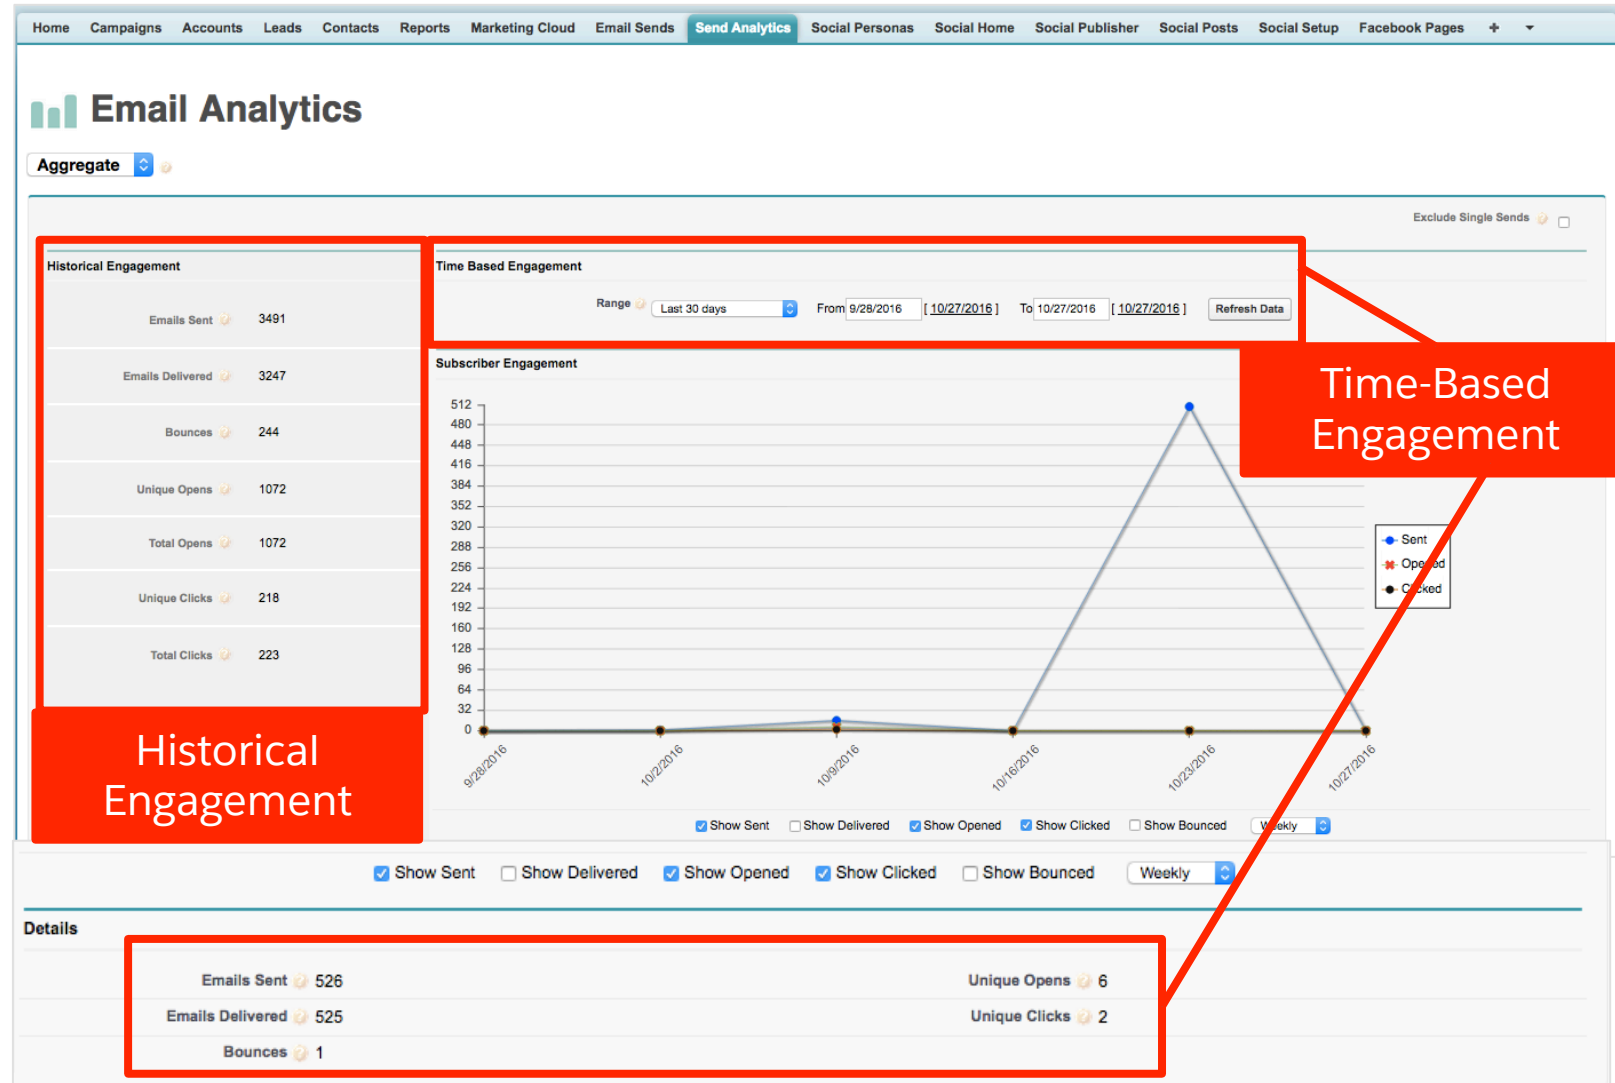 Home Campaigns Accounts Leads Contacts Reports Marketing Cloud Email Sends Send Analytics Social Personas Social Home Social Publisher Social Posts Social Setup Facebook Pages +
Email Analytics
Aggregate
Exclude Single Sends
Historical Engagement
Emails Sent 3491
Emails Delivered 3247
Bounces 244
Unique Opens 1072
Total Opens 1072
Unique Clicks 218
Total Clicks 223
Historical
Engagement
Time Based Engagement
Range Last 30 days From 9/28/2016 [ 10/27/2016 ] To 10/27/2016 [ 10/27/2016 ] Refresh Data
Time-Based
Engagement
Subscriber Engagement
512
480
448
416
384
352
320
288
256
224
192
160
128
96
64
32
0
9/28/2016 10/2/2016 10/9/2016 10/16/2016 10/23/2016 10/27/2016
Sent
Opened
Clicked
Show Sent Show Delivered Show Opened Show Clicked Show Bounced Weekly
Show Sent Show Delivered Show Opened Show Clicked Show Bounced Weekly
Details
Emails Sent 526 Unique Opens 6
Emails Delivered 525 Unique Clicks 2
Bounces 1